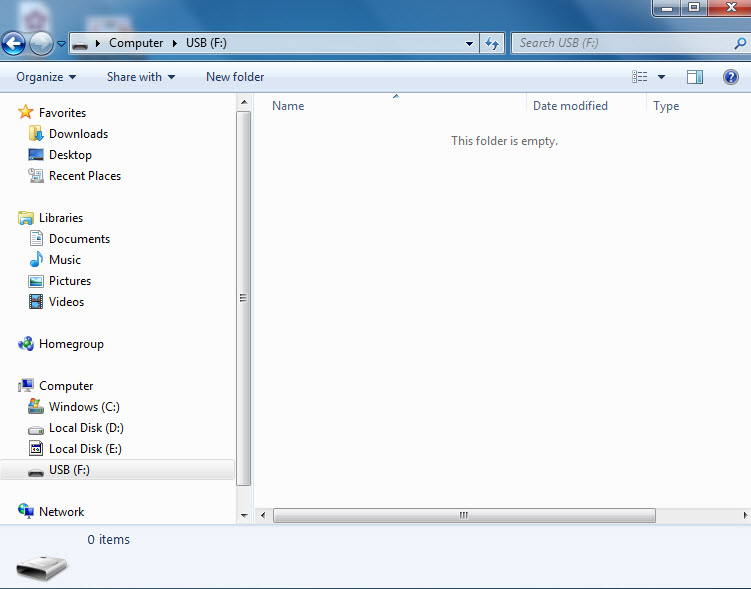 Computer USB (F:)
Search USB (F:)
Organize Share with New folder
Favorites
Downloads
Desktop
Recent Places
Libraries
Documents
Music
Pictures
Videos
Homegroup
Computer
Windows (C:)
Local Disk (D:)
Local Disk (E:)
USB (F:)
Network
Name Date modified Type
This folder is empty.
0 items